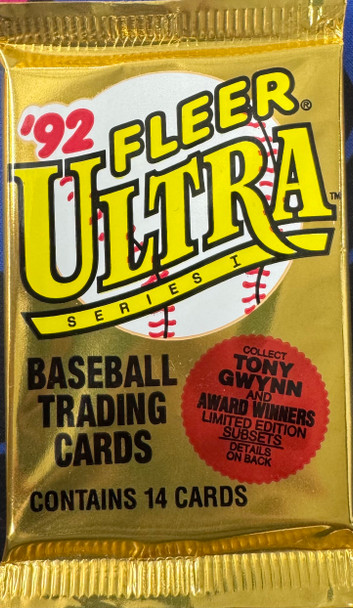 '92 FLEER®
ULTRA™
SERIES I
BASEBALL
TRADING
CARDS
CONTAINS 14 CARDS
COLLECT
TONY
GWYNN
AND
AWARD WINNERS
LIMITED EDITION
SUBSETS
DETAILS
ON BACK